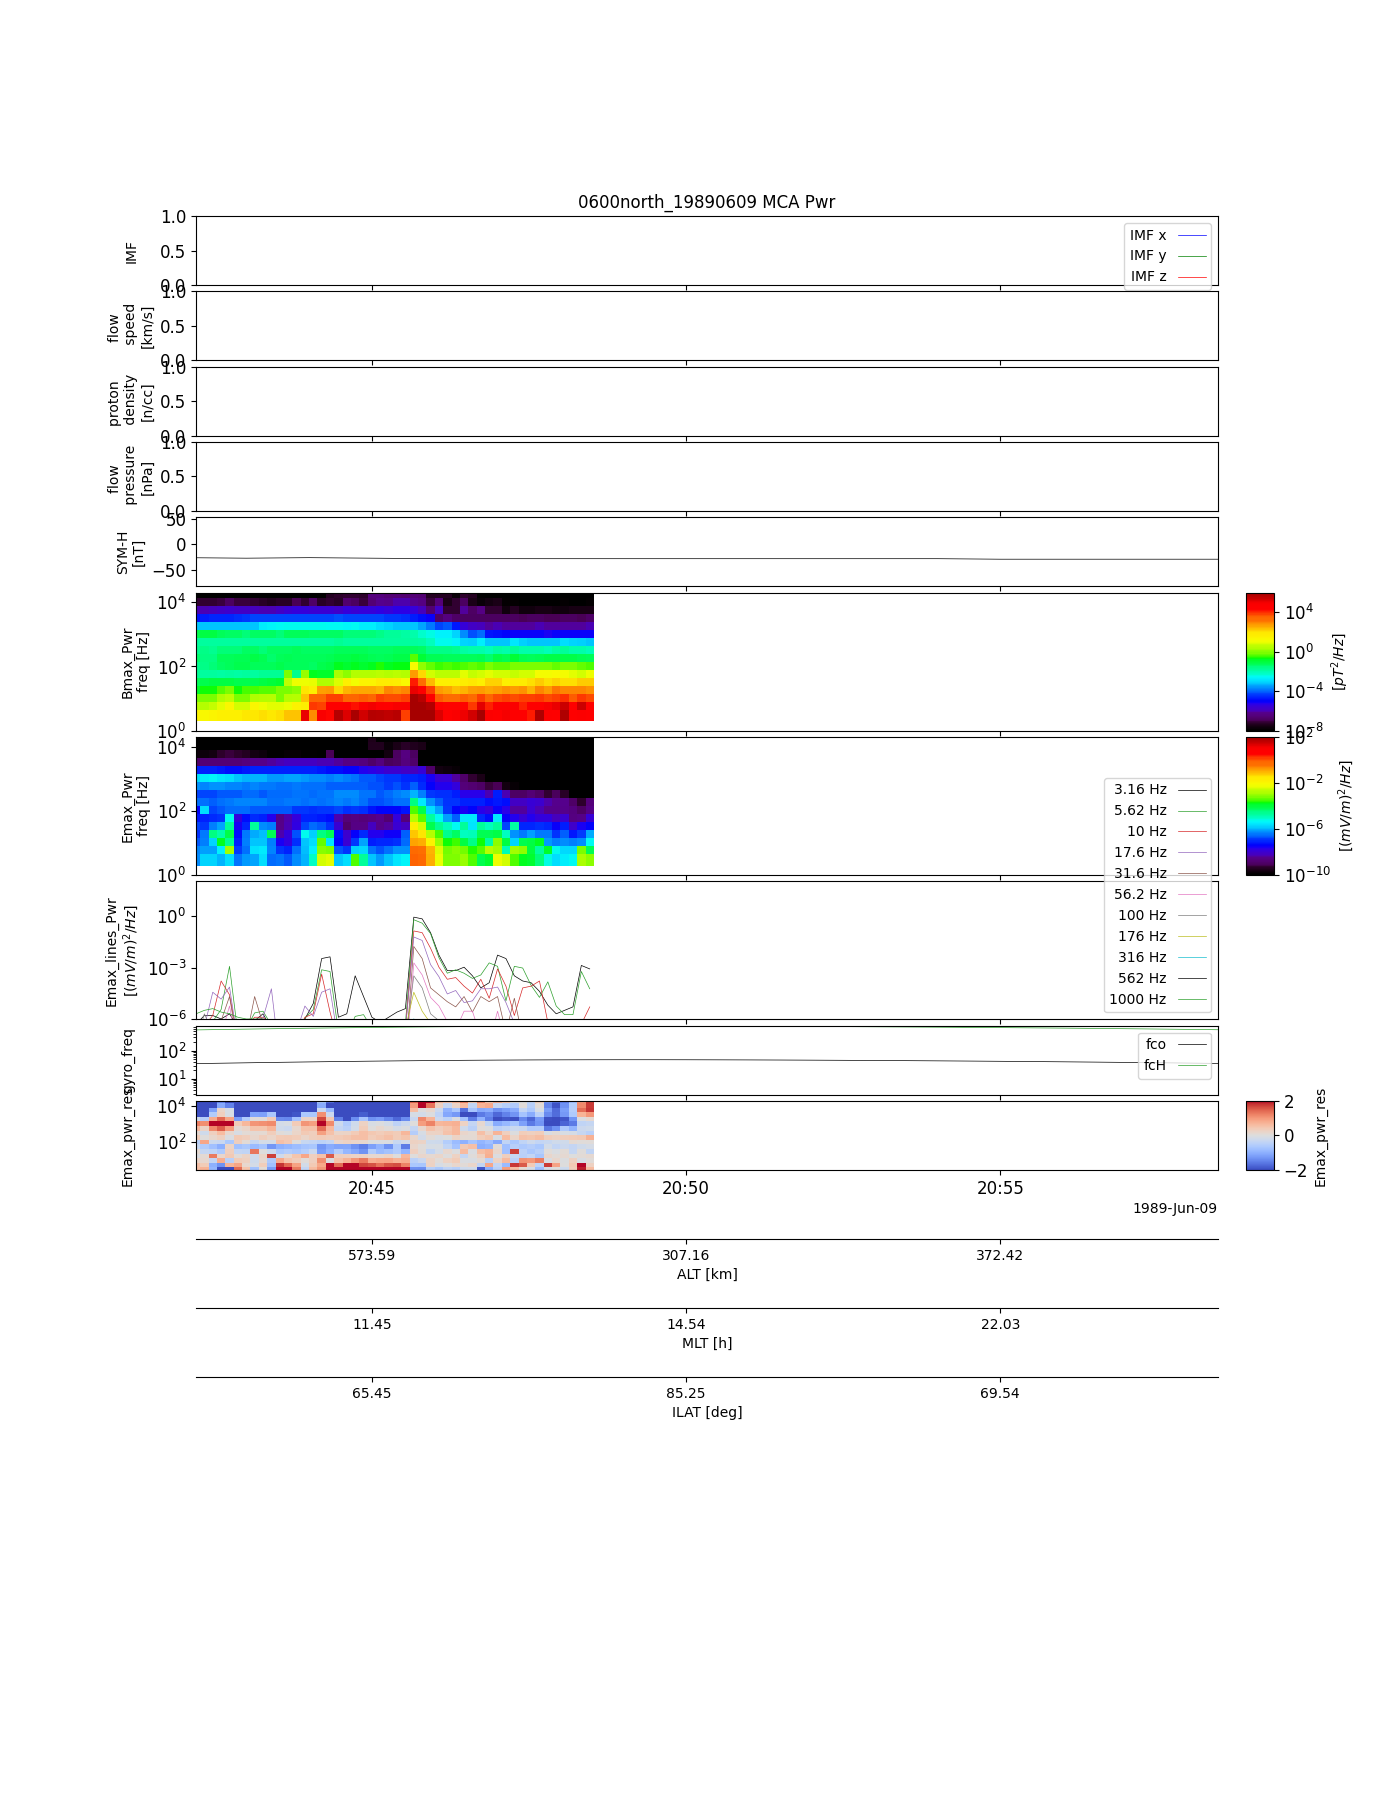 0600north_19890609 MCA Pwr
1.0
0.5
0.0
IMF
IMF x
IMF y
IMF z
1.0
0.5
0.0
flow
speed
[km/s]
1.0
0.5
0.0
proton
density
[n/cc]
1.0
0.5
0.0
flow
pressure
[nPa]
50
0
−50
SYM-H
[nT]
10^4
10^2
10^0
Bmax_Pwr
freq [Hz]
10^4
10^0
10^−4
10^−8
[pT^2/Hz]
10^4
10^2
10^0
Emax_Pwr
freq [Hz]
10^2
10^−2
10^−6
10^−10
[(mV/m)^2/Hz]
3.16 Hz
5.62 Hz
10 Hz
17.6 Hz
31.6 Hz
56.2 Hz
100 Hz
176 Hz
316 Hz
562 Hz
1000 Hz
10^0
10^−3
10^−6
Emax_lines_Pwr
[(mV/m)^2/Hz]
10^2
10^1
gyro_freq
fco
fcH
10^4
10^2
Emax_pwr_res
2
0
−2
Emax_pwr_res
20:45 20:50 20:55
1989-Jun-09
573.59 307.16 372.42
ALT [km]
11.45 14.54 22.03
MLT [h]
65.45 85.25 69.54
ILAT [deg]